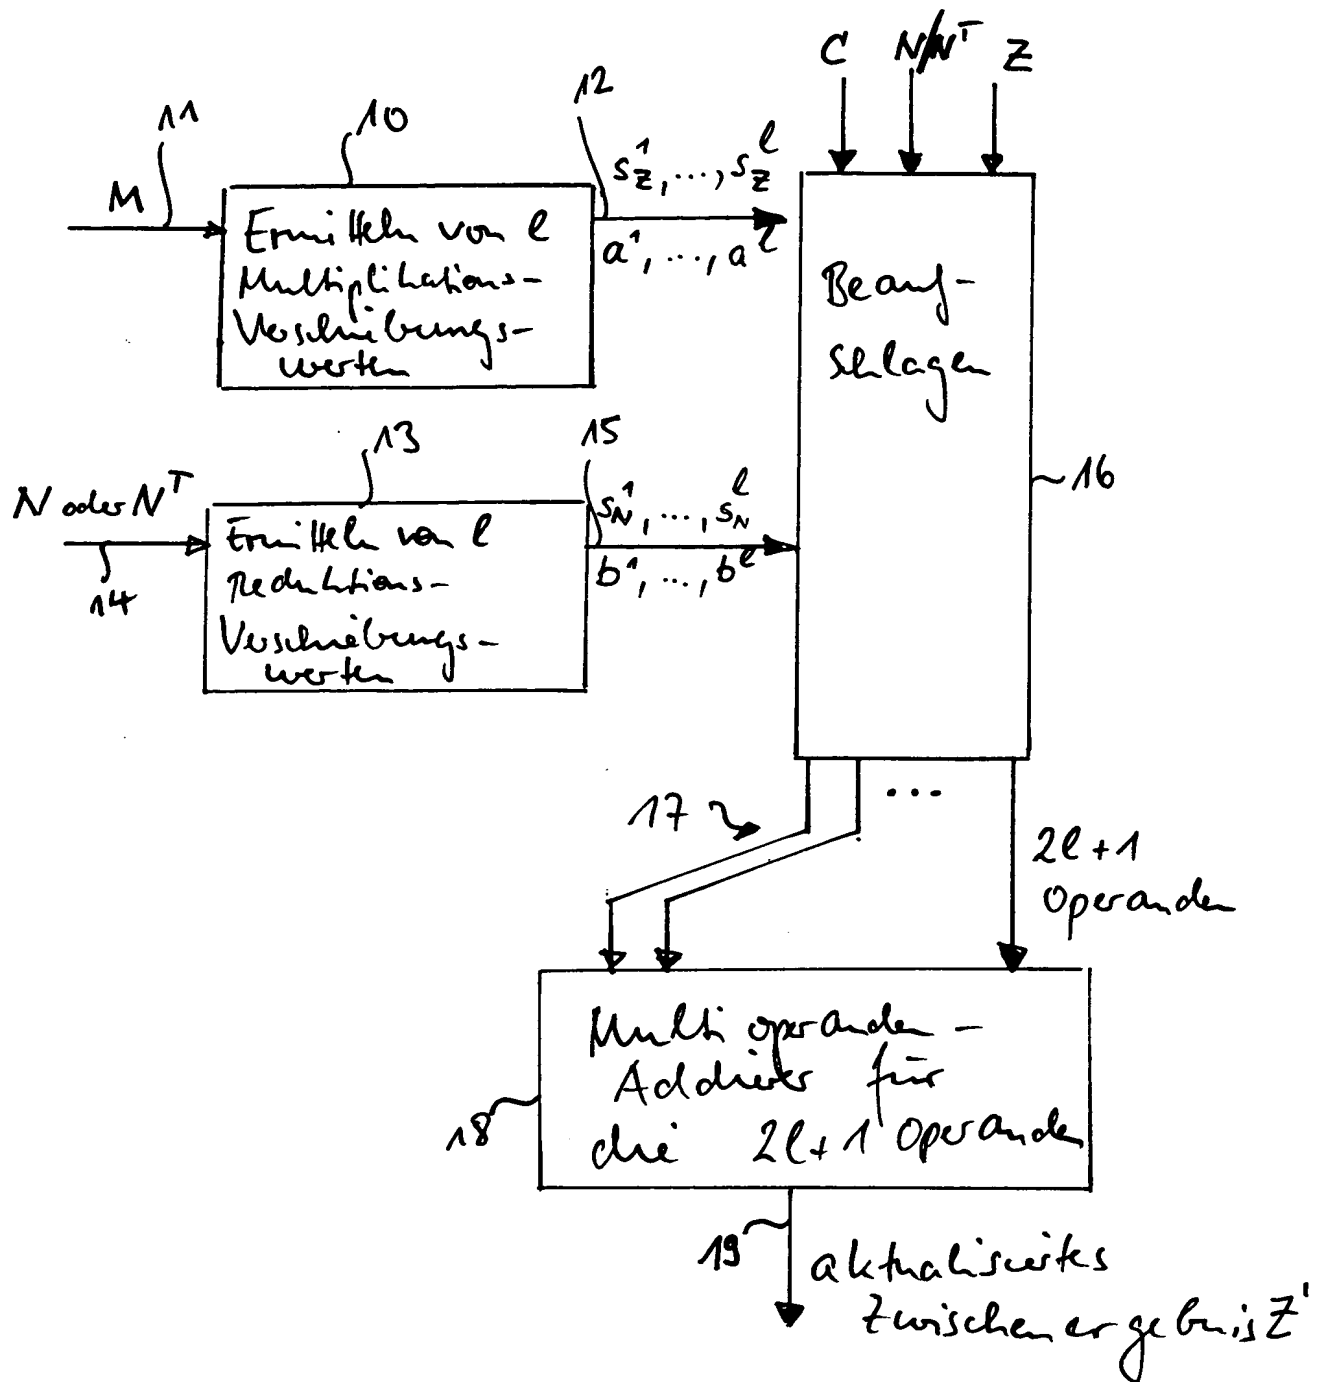 C N/N^T Z
12
11
10
M
s_Z^1, ..., s_Z^l
a^1, ..., a^l
Ermitteln von l
Multiplikations-
Verschiebungs-
werten
Beauf-
schlagen
13
15
16
N oder N^T
14
s_N^1, ..., s_N^l
b^1, ..., b^l
Ermitteln von l
Reduktions-
Verschiebungs-
werten
...
17
2l+1
Operanden
Multioperanden-
Addierer für
die 2l+1 Operanden
18
19
aktualisiertes
Zwischenergebnis Z'